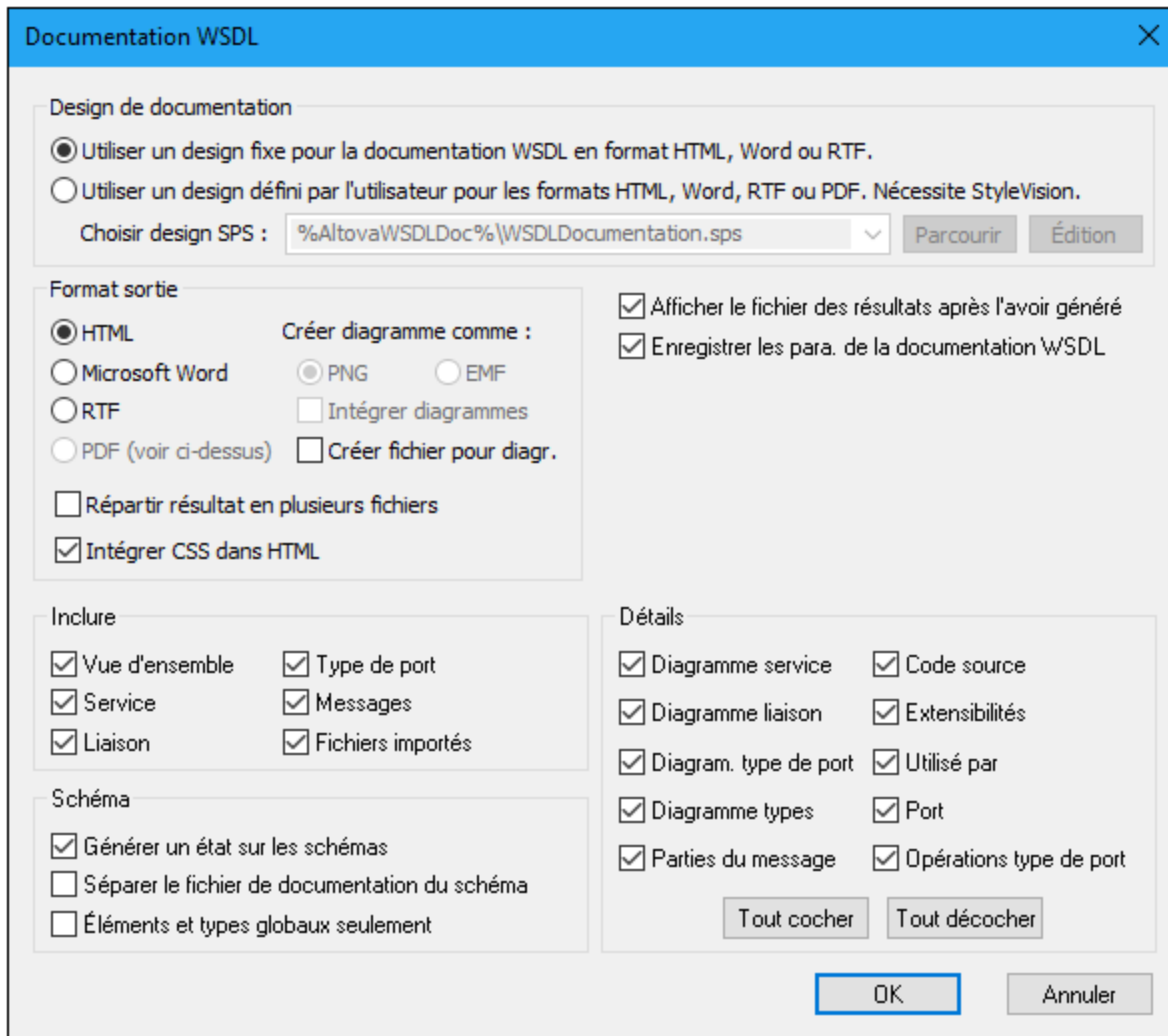 Documentation WSDL
Design de documentation
Utiliser un design fixe pour la documentation WSDL en format HTML, Word ou RTF.
Utiliser un design défini par l'utilisateur pour les formats HTML, Word, RTF ou PDF. Nécessite StyleVision.
Choisir design SPS : %AltovaWSDLDoc%\WSDLDocumentation.sps Parcourir Édition
Format sortie
HTML Créer diagramme comme :
Microsoft Word PNG EMF
RTF Intégrer diagrammes
PDF (voir ci-dessus) Créer fichier pour diagr.
Répartir résultat en plusieurs fichiers
Intégrer CSS dans HTML
Afficher le fichier des résultats après l'avoir généré
Enregistrer les para. de la documentation WSDL
Inclure
Vue d'ensemble Type de port
Service Messages
Liaison Fichiers importés
Schéma
Générer un état sur les schémas
Séparer le fichier de documentation du schéma
Éléments et types globaux seulement
Détails
Diagramme service Code source
Diagramme liaison Extensibilités
Diagram. type de port Utilisé par
Diagramme types Port
Parties du message Opérations type de port
Tout cocher Tout décocher
OK Annuler